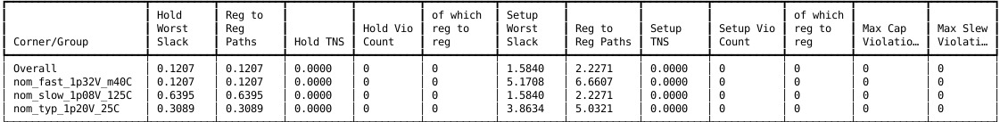 Corner/Group Hold Worst Slack Reg to Reg Paths Hold TNS Hold Vio Count of which reg to reg Setup Worst Slack Reg to Reg Paths Setup TNS Setup Vio Count of which reg to reg Max Cap Violatio… Max Slew Violati…
Overall 0.1207 0.1207 0.0000 0 0 1.5840 2.2271 0.0000 0 0 0 0
nom_fast_1p32V_m40C 0.1207 0.1207 0.0000 0 0 5.1708 6.6607 0.0000 0 0 0 0
nom_slow_1p08V_125C 0.6395 0.6395 0.0000 0 0 1.5840 2.2271 0.0000 0 0 0 0
nom_typ_1p20V_25C 0.3089 0.3089 0.0000 0 0 3.8634 5.0321 0.0000 0 0 0 0